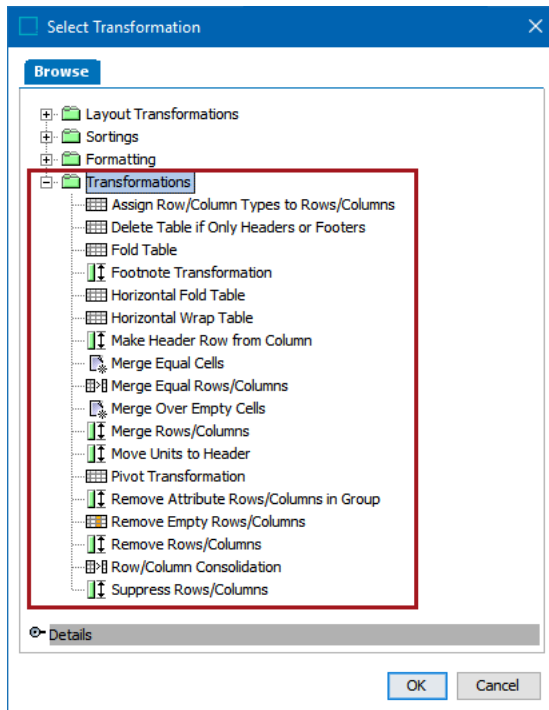 Select Transformation
Browse
Layout Transformations
Sortings
Formatting
Transformations
Assign Row/Column Types to Rows/Columns
Delete Table if Only Headers or Footers
Fold Table
Footnote Transformation
Horizontal Fold Table
Horizontal Wrap Table
Make Header Row from Column
Merge Equal Cells
Merge Equal Rows/Columns
Merge Over Empty Cells
Merge Rows/Columns
Move Units to Header
Pivot Transformation
Remove Attribute Rows/Columns in Group
Remove Empty Rows/Columns
Remove Rows/Columns
Row/Column Consolidation
Suppress Rows/Columns
Details
OK Cancel